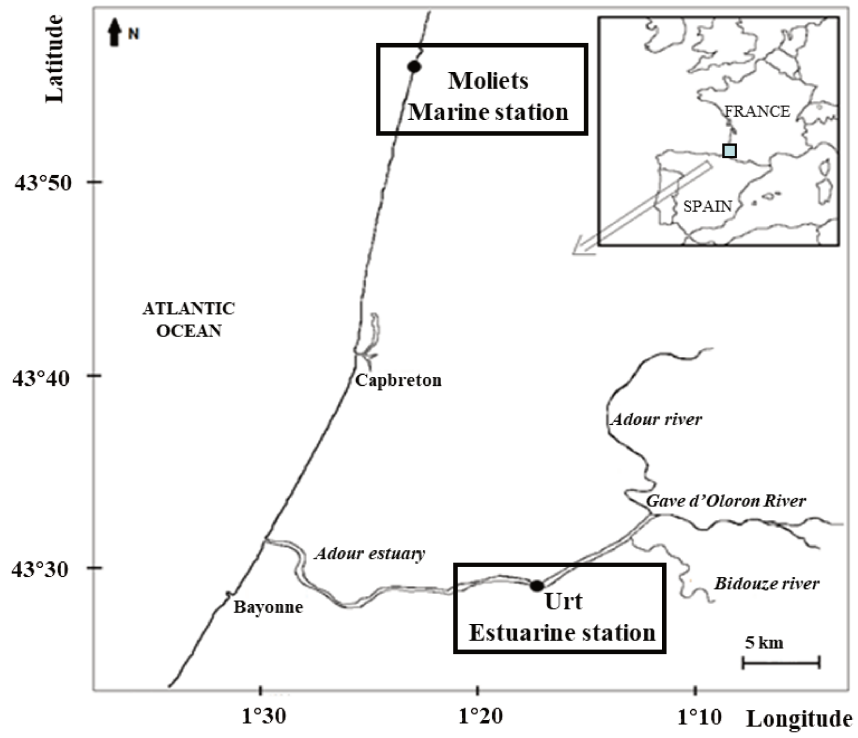 Latitude
N
Moliets
Marine station
FRANCE
SPAIN
43°50
ATLANTIC
OCEAN
43°40
Capbreton
Adour river
Gave d’Oloron River
43°30
Adour estuary
Bayonne
Urt
Estuarine station
Bidouze river
5 km
1°30
1°20
1°10
Longitude